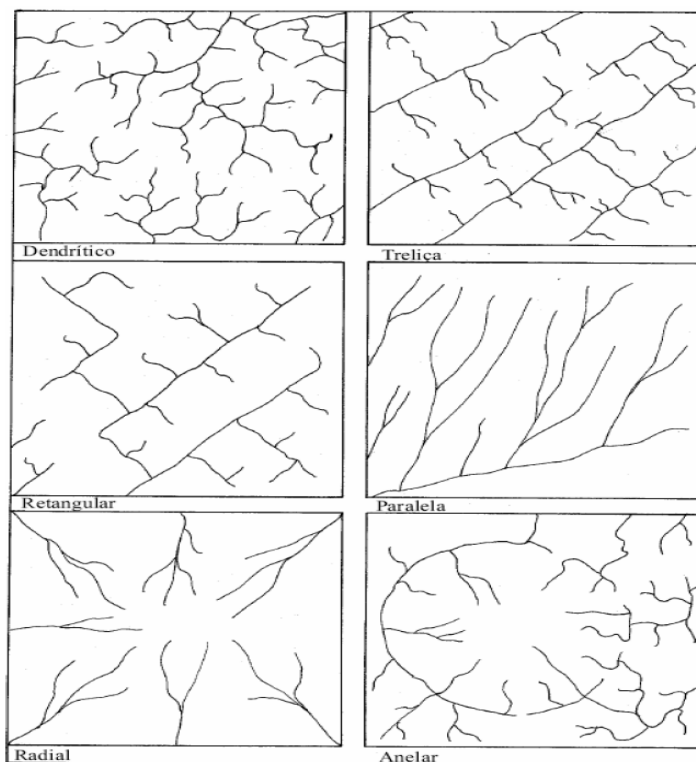 Dendrítico
Treliça
Retangular
Paralela
Radial
Anelar